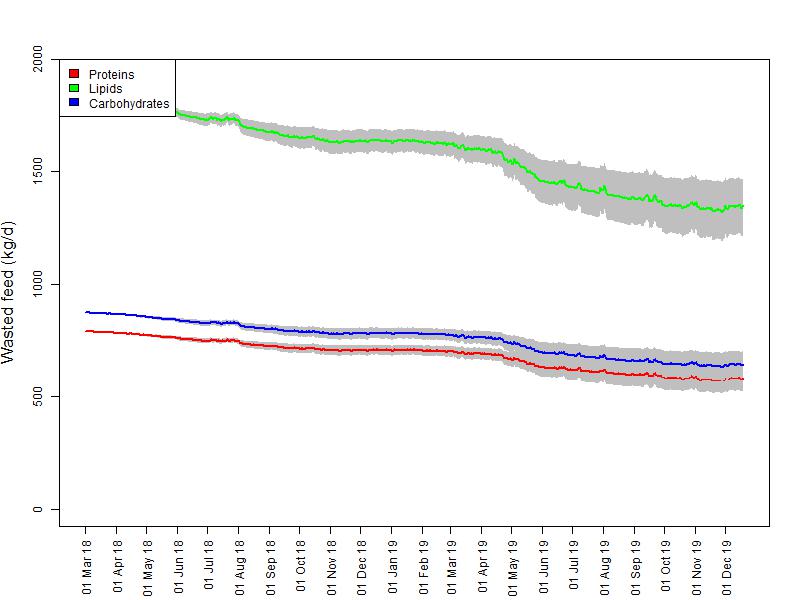 Proteins
Lipids
Carbohydrates
Wasted feed (kg/d)
2000
1500
1000
500
0
01 Mar 18
01 Apr 18
01 May 18
01 Jun 18
01 Jul 18
01 Aug 18
01 Sep 18
01 Oct 18
01 Nov 18
01 Dec 18
01 Jan 19
01 Feb 19
01 Mar 19
01 Apr 19
01 May 19
01 Jun 19
01 Jul 19
01 Aug 19
01 Sep 19
01 Oct 19
01 Nov 19
01 Dec 19